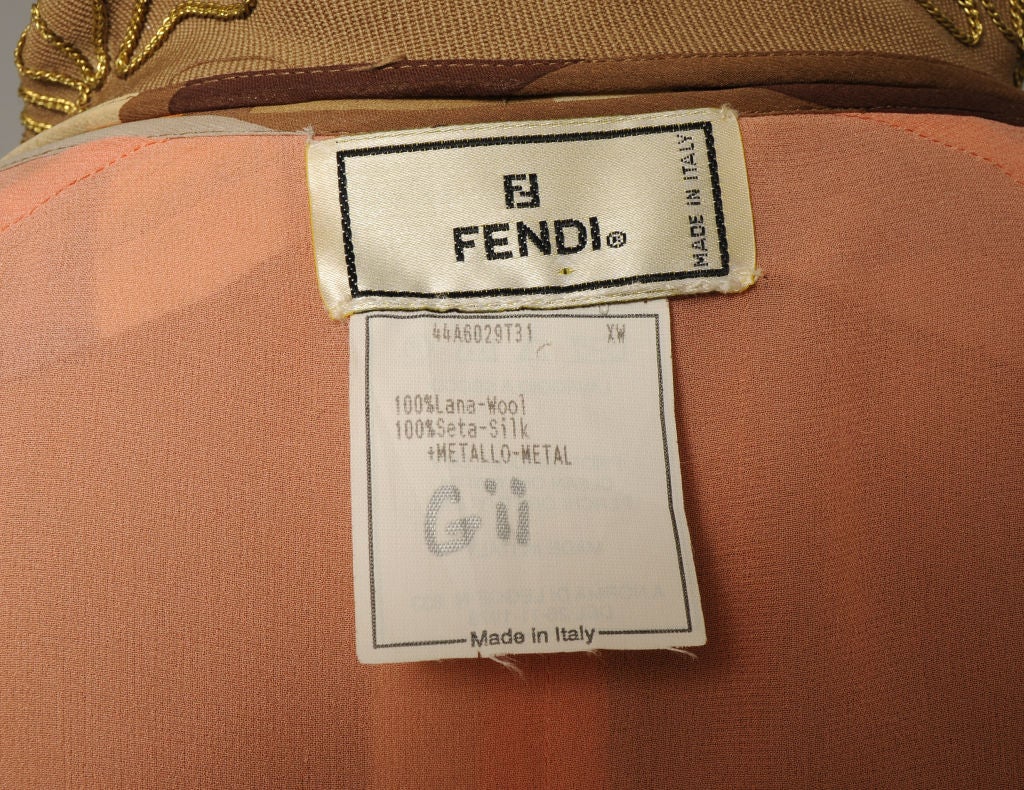 FENDI®
MADE IN ITALY
44A6029T31 XW
100%Lana-Wool
100%Seta-Silk
+METALLO-METAL
Gii
Made in Italy